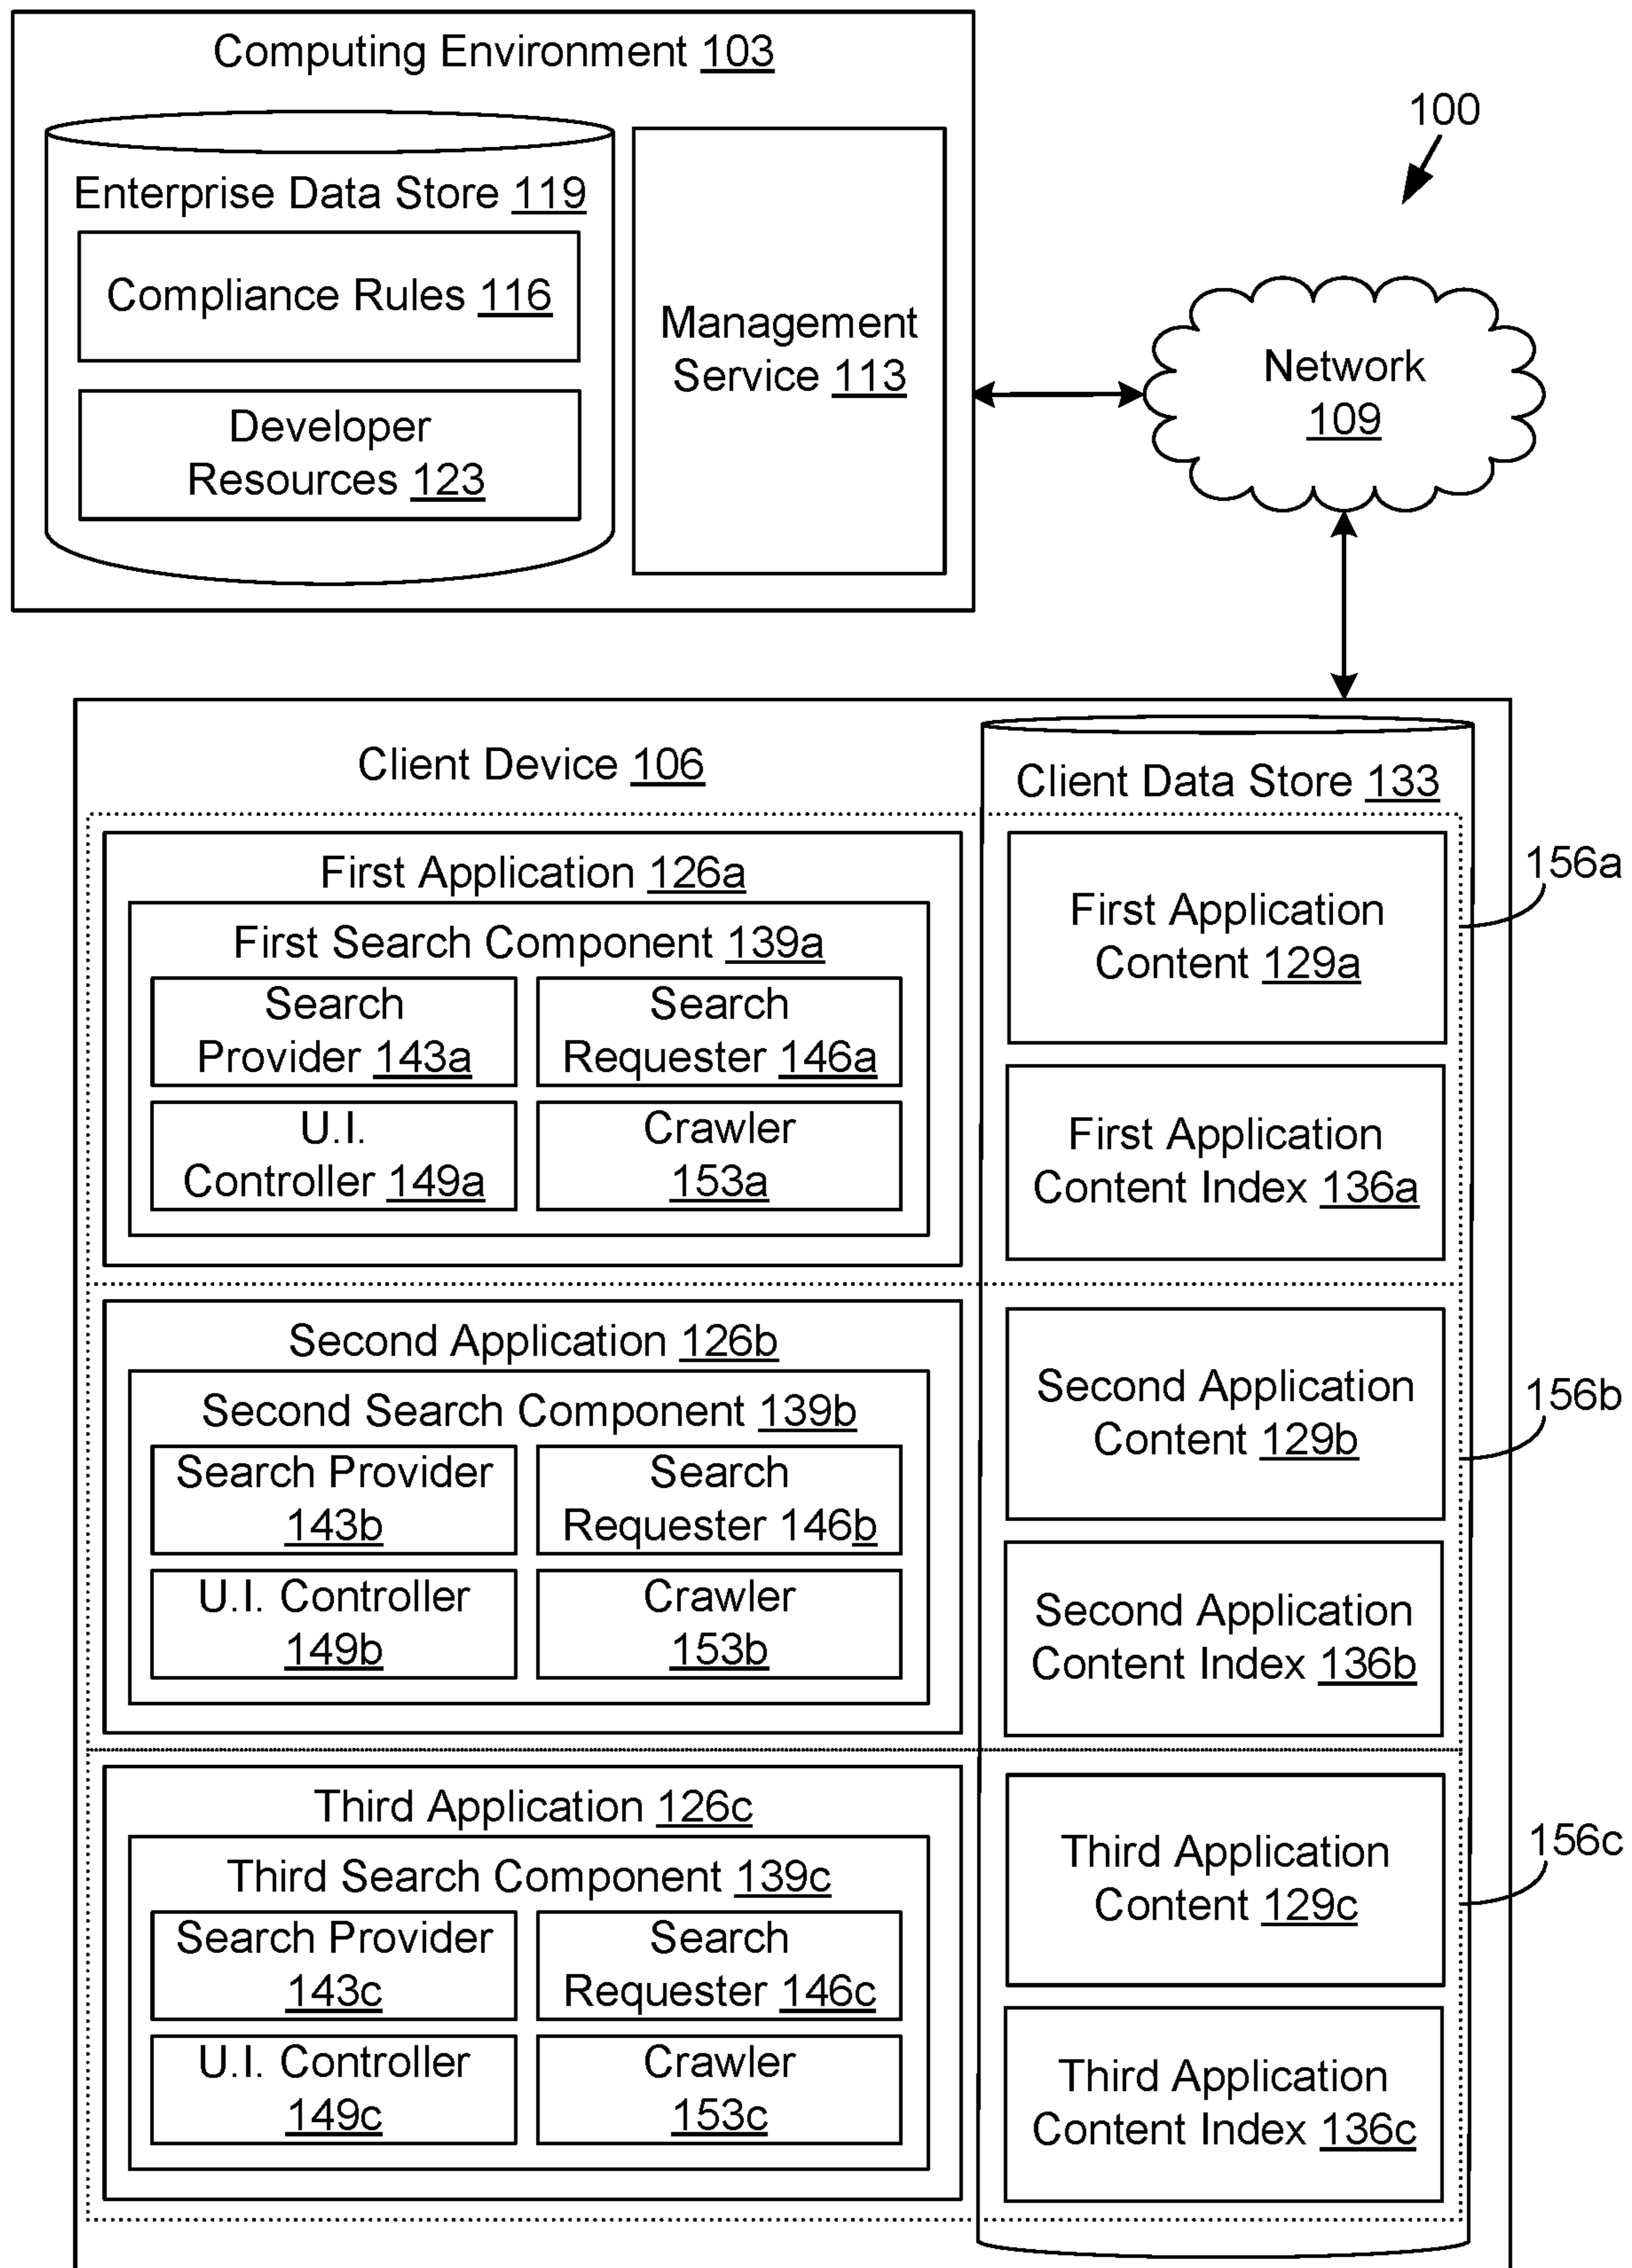 Computing Environment 103
100
Enterprise Data Store 119
Compliance Rules 116
Developer
Resources 123
Management
Service 113
Network
109
Client Device 106
Client Data Store 133
First Application 126a
First Search Component 139a
Search
Provider 143a
Search
Requester 146a
U.I.
Controller 149a
Crawler
153a
First Application
Content 129a
First Application
Content Index 136a
156a
Second Application 126b
Second Search Component 139b
Search Provider
143b
Search
Requester 146b
U.I. Controller
149b
Crawler
153b
Second Application
Content 129b
Second Application
Content Index 136b
156b
Third Application 126c
Third Search Component 139c
Search Provider
143c
Search
Requester 146c
U.I. Controller
149c
Crawler
153c
Third Application
Content 129c
Third Application
Content Index 136c
156c